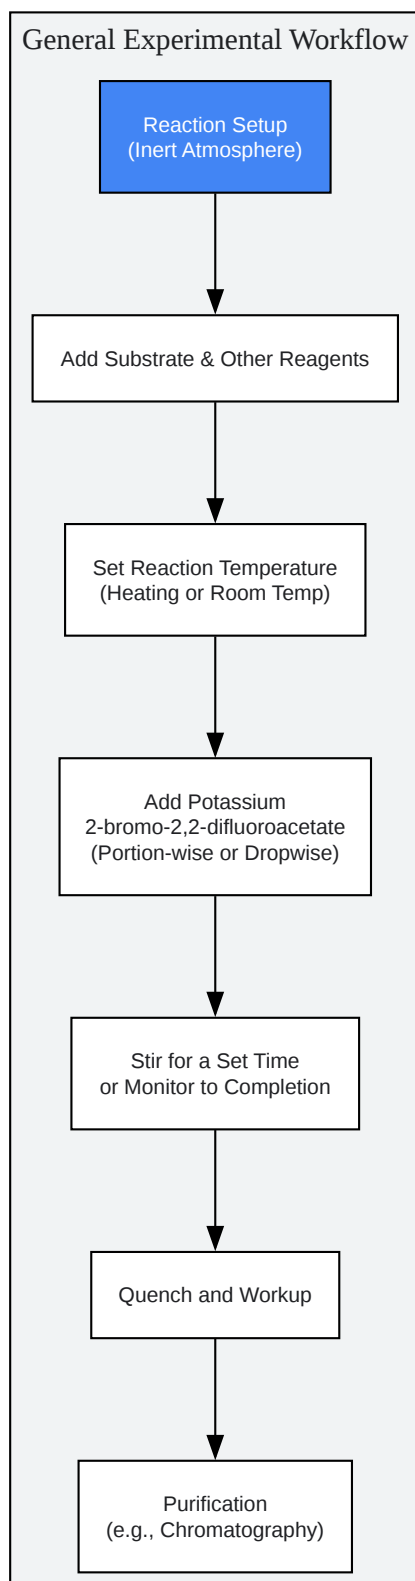 General Experimental Workflow
Reaction Setup
(Inert Atmosphere)
Add Substrate & Other Reagents
Set Reaction Temperature
(Heating or Room Temp)
Add Potassium
2-bromo-2,2-difluoroacetate
(Portion-wise or Dropwise)
Stir for a Set Time
or Monitor to Completion
Quench and Workup
Purification
(e.g., Chromatography)